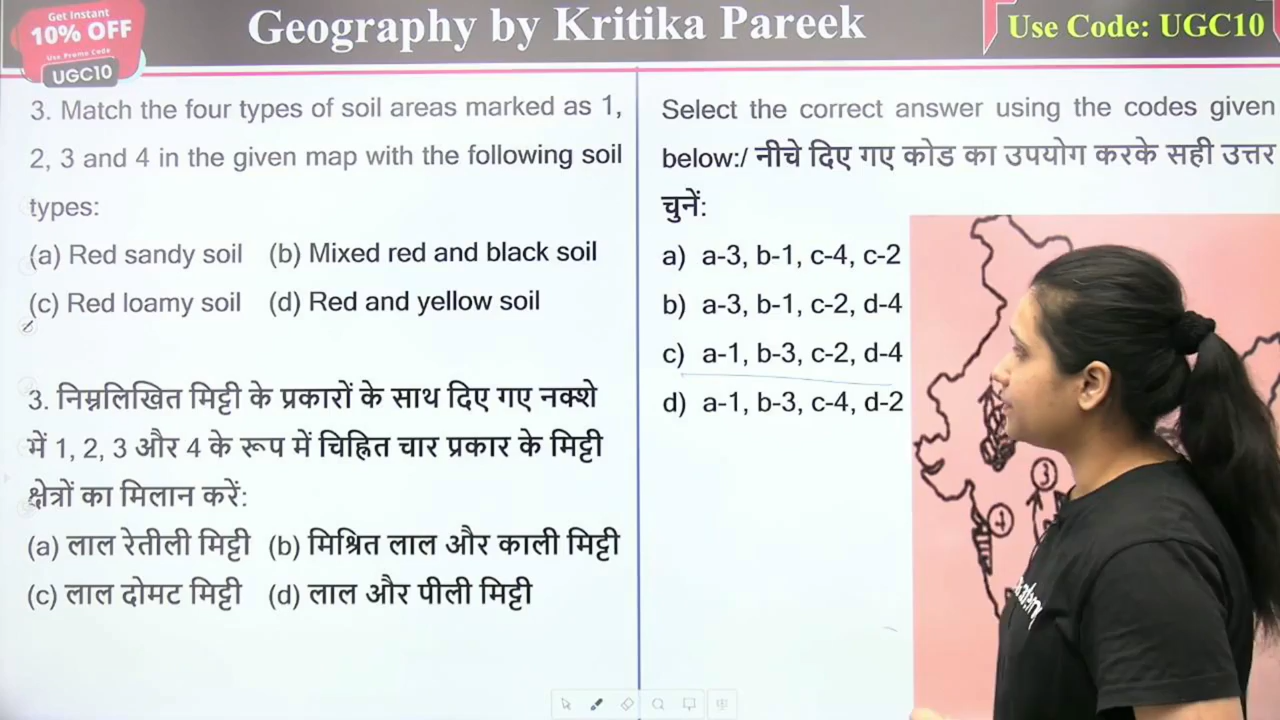 Get Instant
10% OFF
Use Promo Code
UGC10
Geography by Kritika Pareek
Use Code: UGC10
3. Match the four types of soil areas marked as 1,
2, 3 and 4 in the given map with the following soil
types:
(a) Red sandy soil (b) Mixed red and black soil
(c) Red loamy soil (d) Red and yellow soil
3. निम्नलिखित मिट्टी के प्रकारों के साथ दिए गए नक्शे
में 1, 2, 3 और 4 के रूप में चिह्नित चार प्रकार के मिट्टी
क्षेत्रों का मिलान करें:
(a) लाल रेतीली मिट्टी (b) मिश्रित लाल और काली मिट्टी
(c) लाल दोमट मिट्टी (d) लाल और पीली मिट्टी
Select the correct answer using the codes given
below:/ नीचे दिए गए कोड का उपयोग करके सही उत्तर
चुनें:
a) a-3, b-1, c-4, c-2
b) a-3, b-1, c-2, d-4
c) a-1, b-3, c-2, d-4
d) a-1, b-3, c-4, d-2
3